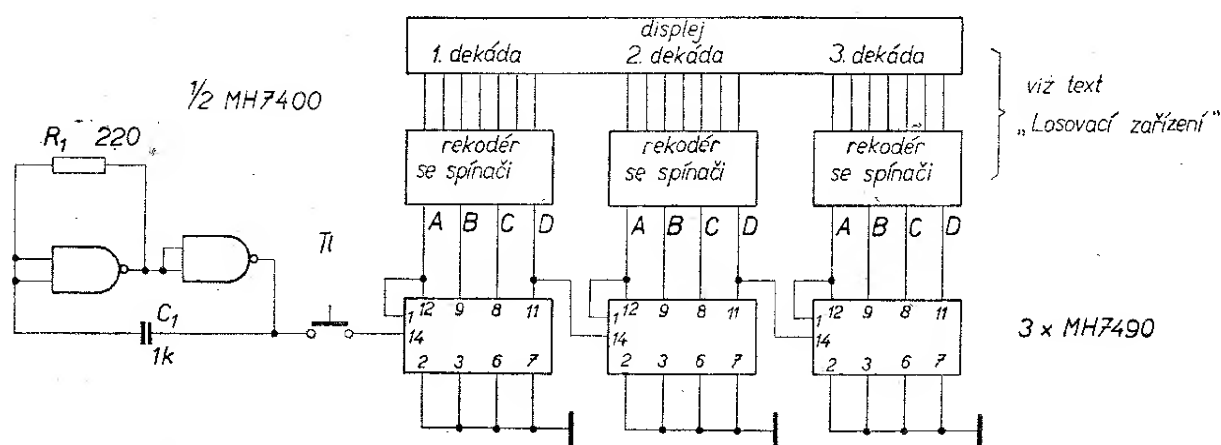 displej
1. dekáda 2. dekáda 3. dekáda
½ MH7400
viz text
„Losovací zařízení“
R₁ 220
rekodér
se spínači
rekodér
se spínači
rekodér
se spínači
A B C D
A B C D
A B C D
Tl
C₁
1k
12 9 8 11
1
14
2 3 6 7
12 9 8 11
1
14
2 3 6 7
12 9 8 11
1
14
2 3 6 7
3 x MH7490